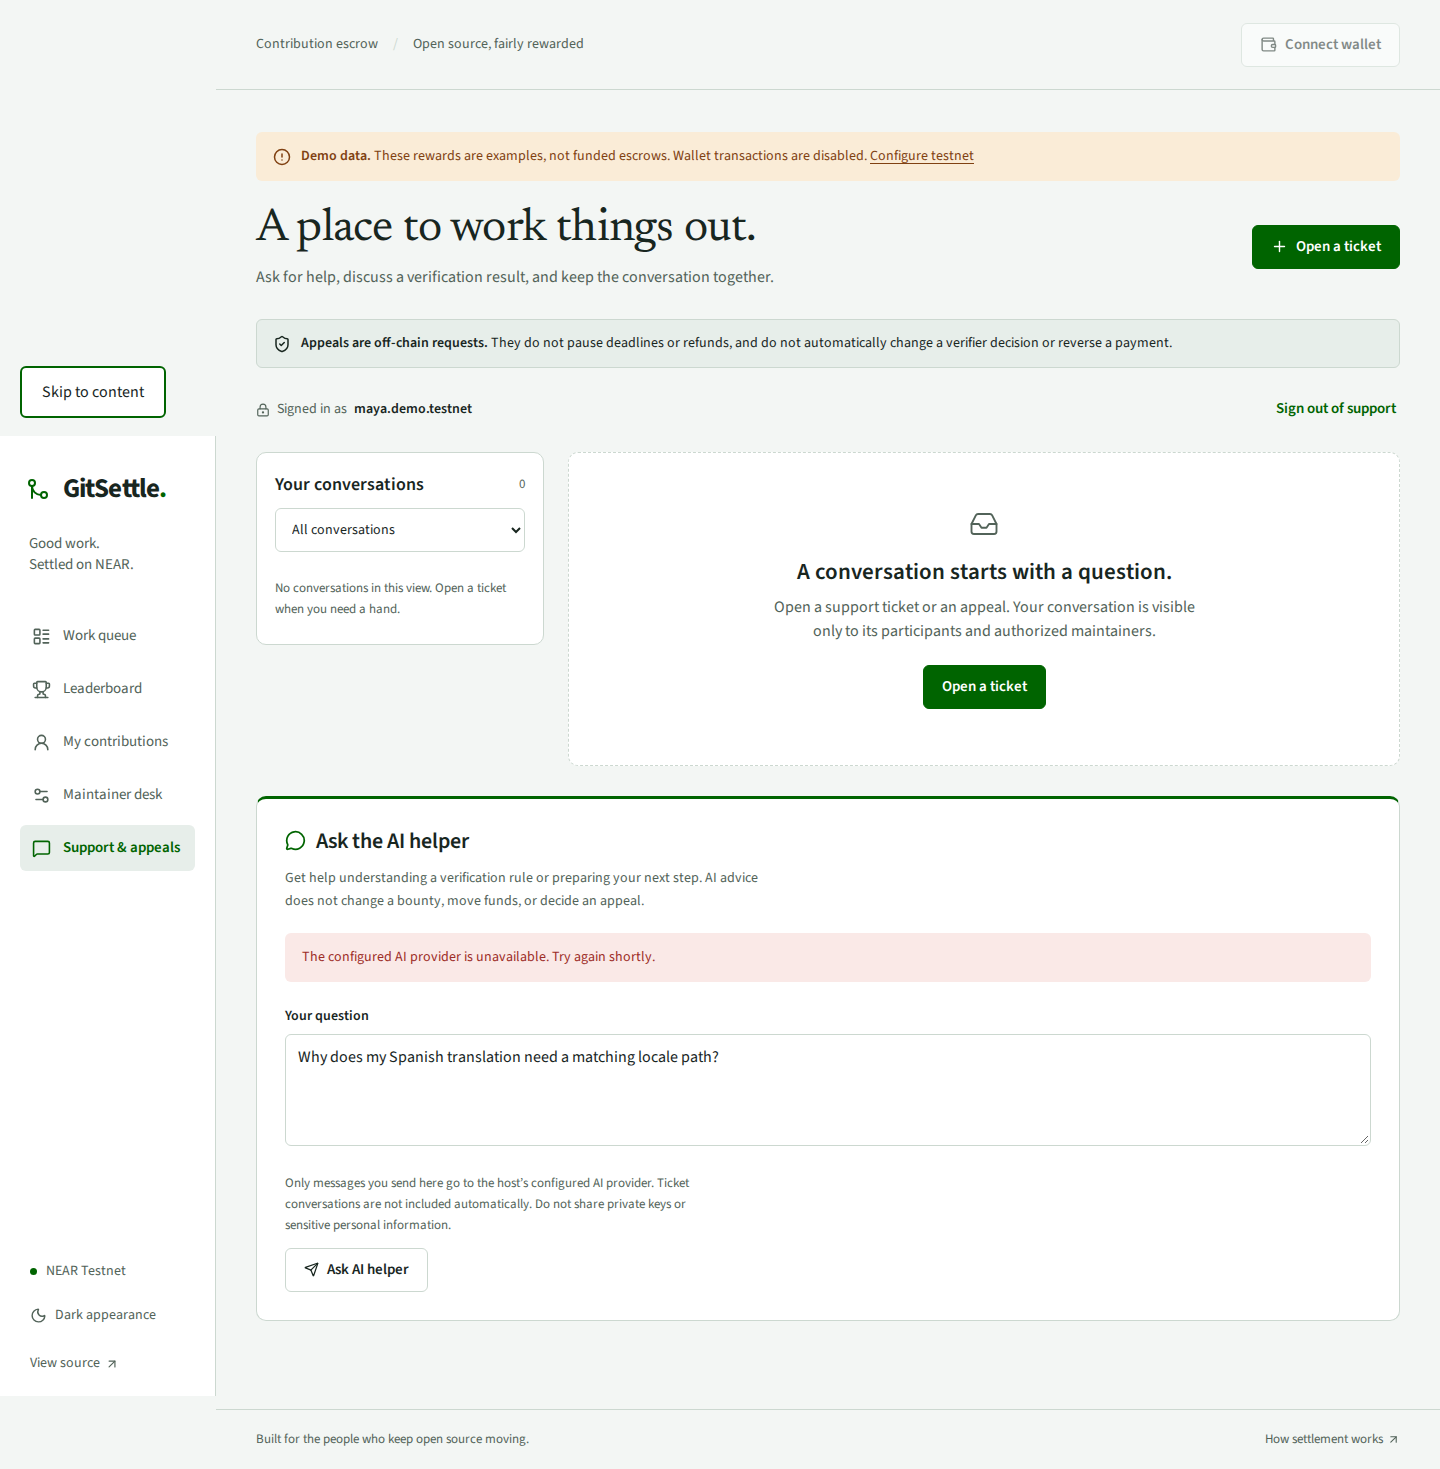 Contribution escrow / Open source, fairly rewarded
Connect wallet
Demo data. These rewards are examples, not funded escrows. Wallet transactions are disabled. Configure testnet
A place to work things out.
Ask for help, discuss a verification result, and keep the conversation together.
Open a ticket
Appeals are off-chain requests. They do not pause deadlines or refunds, and do not automatically change a verifier decision or reverse a payment.
Signed in as maya.demo.testnet
Sign out of support
Skip to content
GitSettle.
Good work.
Settled on NEAR.
Work queue
Leaderboard
My contributions
Maintainer desk
Support & appeals
NEAR Testnet
Dark appearance
View source
Your conversations 0
All conversations
No conversations in this view. Open a ticket
when you need a hand.
A conversation starts with a question.
Open a support ticket or an appeal. Your conversation is visible
only to its participants and authorized maintainers.
Open a ticket
Ask the AI helper
Get help understanding a verification rule or preparing your next step. AI advice
does not change a bounty, move funds, or decide an appeal.
The configured AI provider is unavailable. Try again shortly.
Your question
Why does my Spanish translation need a matching locale path?
Only messages you send here go to the host's configured AI provider. Ticket
conversations are not included automatically. Do not share private keys or
sensitive personal information.
Ask AI helper
Built for the people who keep open source moving.
How settlement works